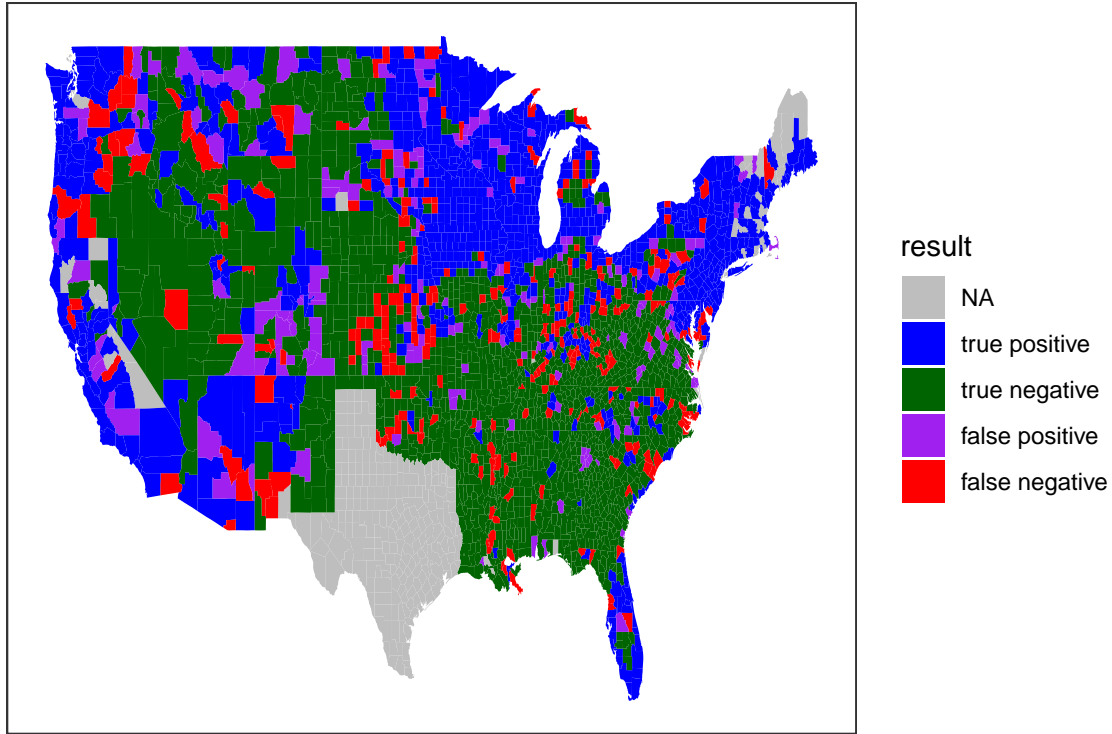 result
NA
true positive
true negative
false positive
false negative